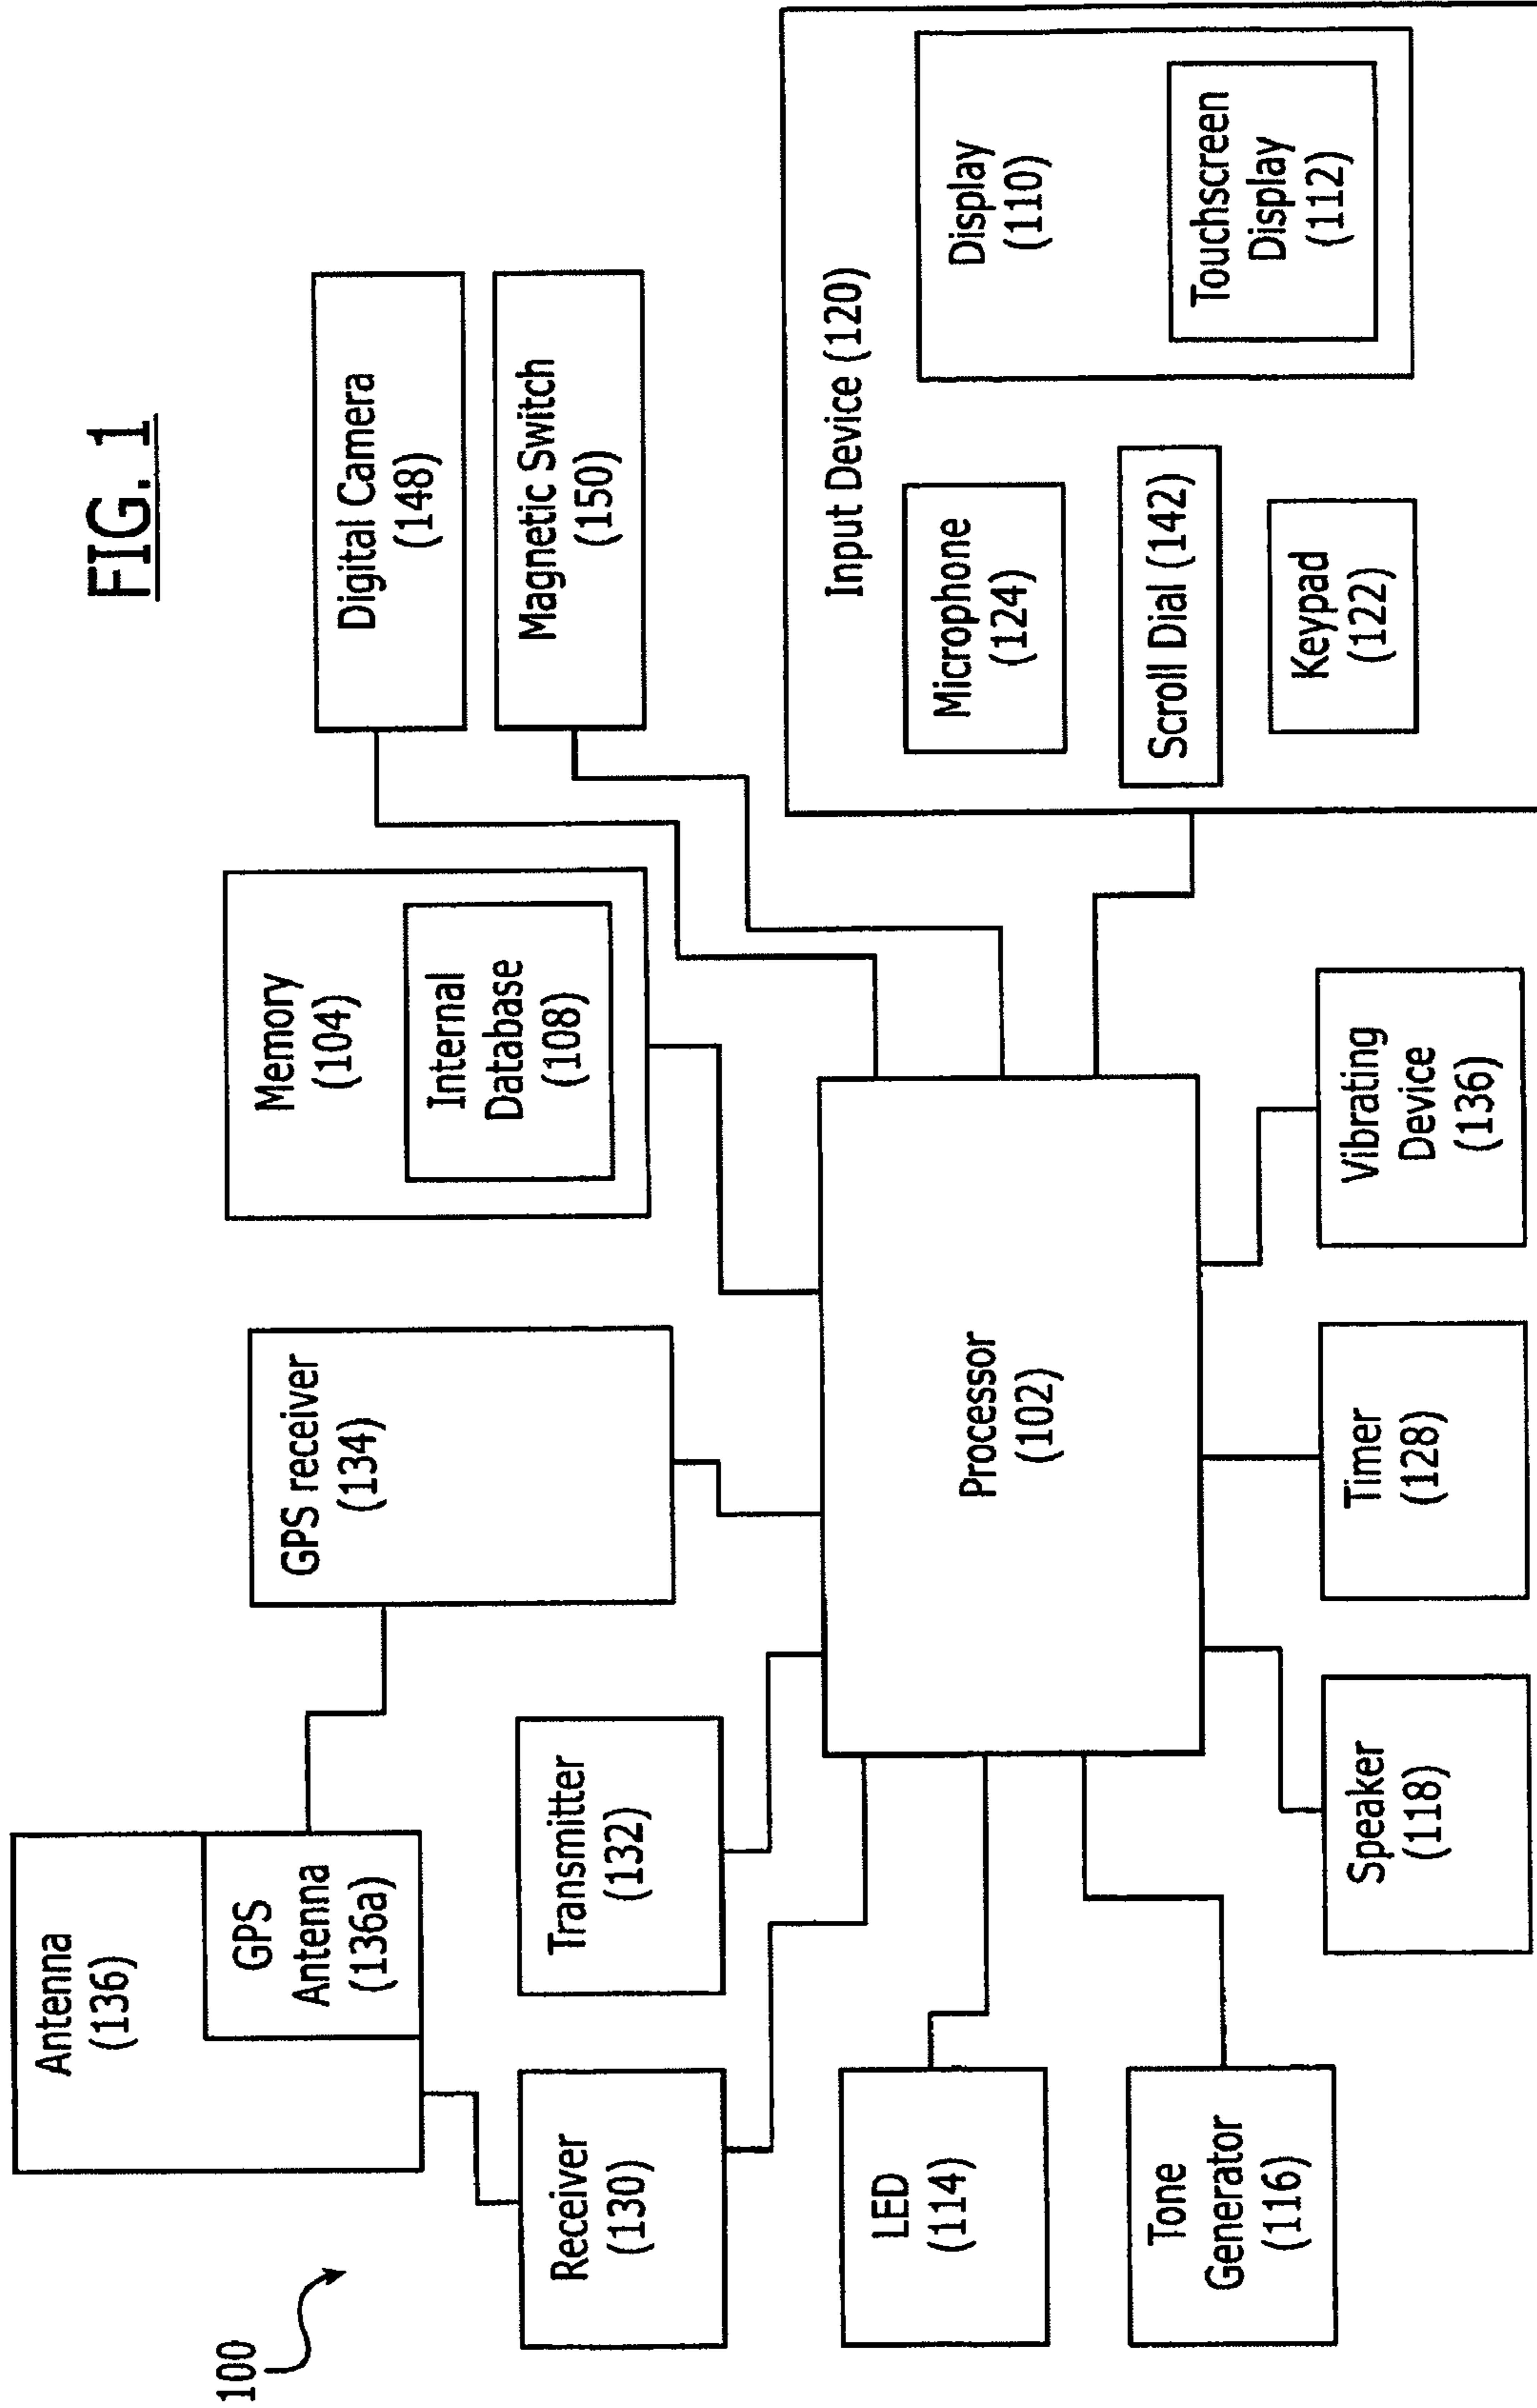 FIG. 1
100
Antenna
(136)
GPS
Antenna
(136a)
GPS receiver
(134)
Memory
(104)
Internal
Database
(108)
Digital Camera
(148)
Magnetic Switch
(150)
Receiver
(130)
Transmitter
(132)
LED
(114)
Tone
Generator
(116)
Processor
(102)
Speaker
(118)
Timer
(128)
Vibrating
Device
(136)
Input Device (120)
Microphone
(124)
Scroll Dial (142)
Keypad
(122)
Display
(110)
Touchscreen
Display
(112)